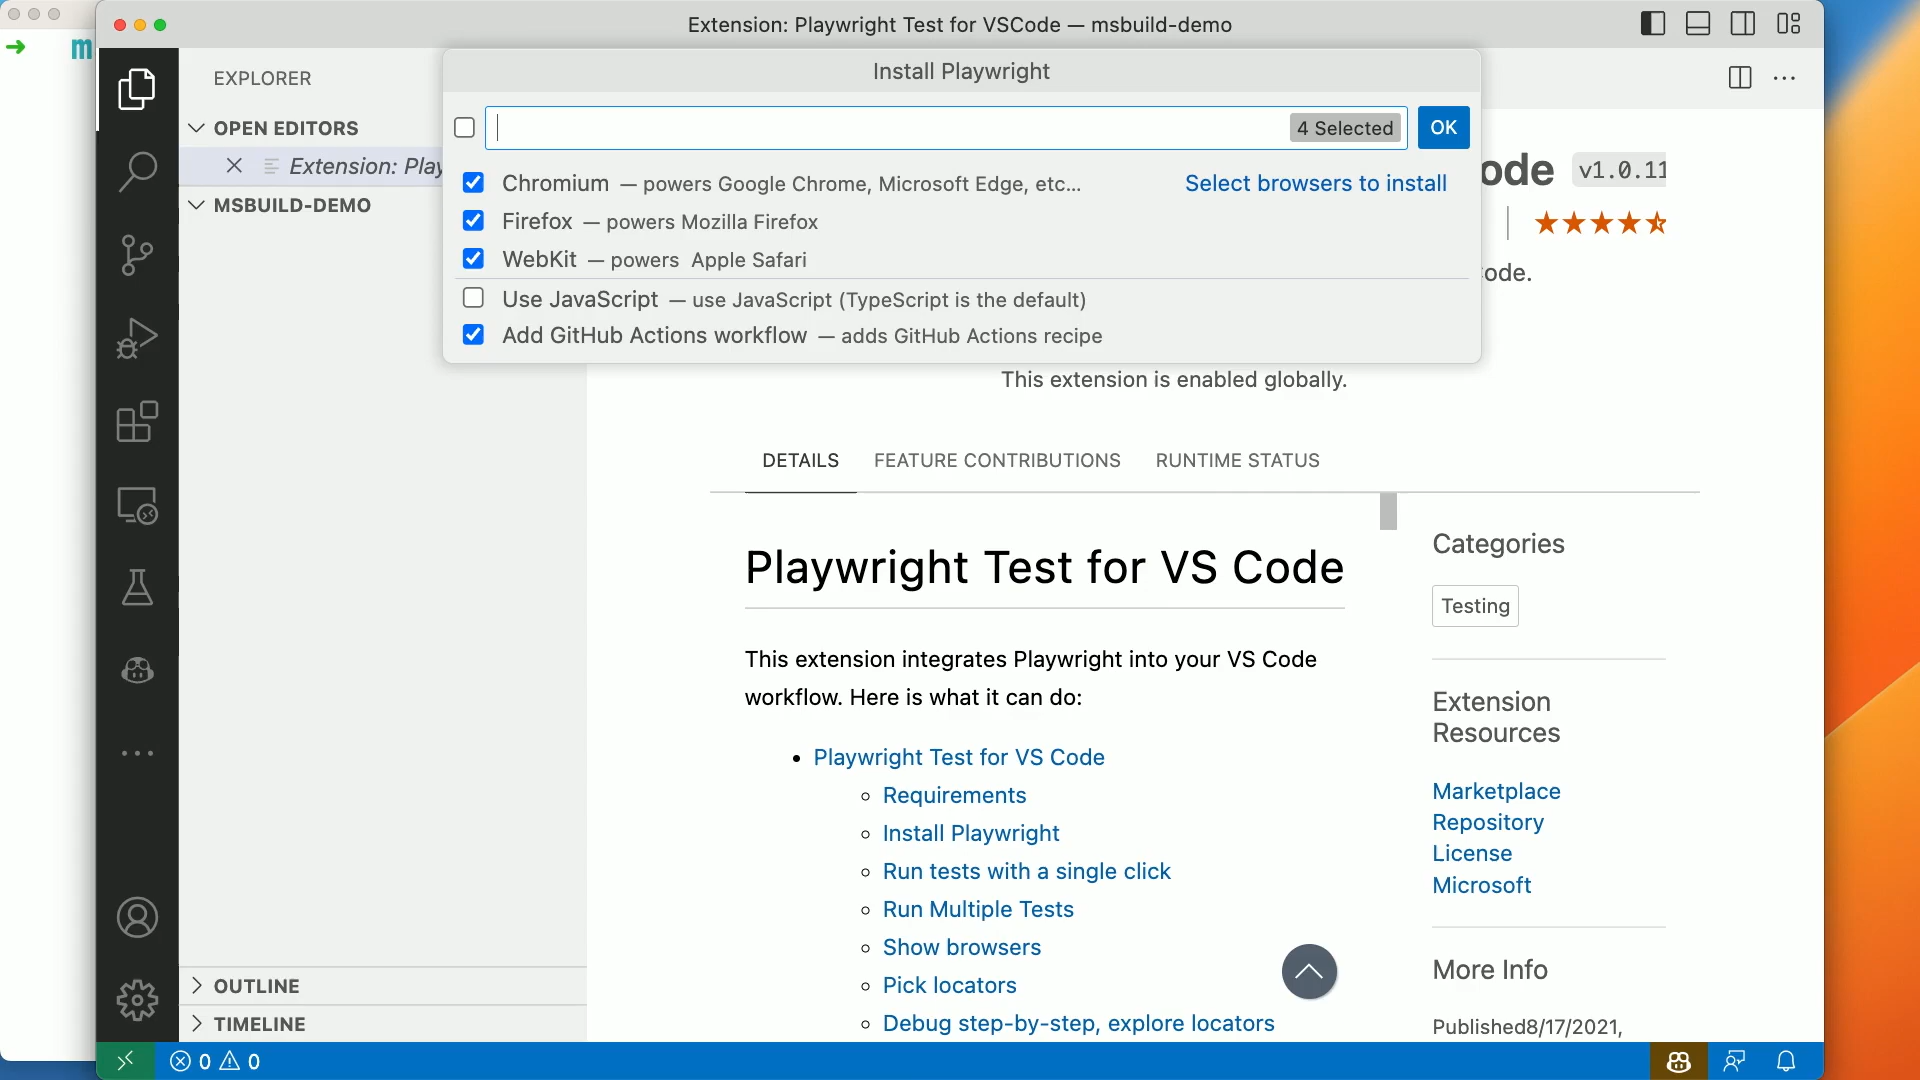 m
Extension: Playwright Test for VSCode — msbuild-demo
EXPLORER
OPEN EDITORS
Extension: Play
MSBUILD-DEMO
Install Playwright
4 Selected
OK
Chromium — powers Google Chrome, Microsoft Edge, etc...
Select browsers to install
Firefox — powers Mozilla Firefox
WebKit — powers Apple Safari
Use JavaScript — use JavaScript (TypeScript is the default)
Add GitHub Actions workflow — adds GitHub Actions recipe
ode v1.0.11
ode.
This extension is enabled globally.
DETAILS FEATURE CONTRIBUTIONS RUNTIME STATUS
Playwright Test for VS Code
This extension integrates Playwright into your VS Code
workflow. Here is what it can do:
• Playwright Test for VS Code
Requirements
Install Playwright
Run tests with a single click
Run Multiple Tests
Show browsers
Pick locators
Debug step-by-step, explore locators
Categories
Testing
Extension
Resources
Marketplace
Repository
License
Microsoft
More Info
Published8/17/2021,
OUTLINE
TIMELINE
0 0